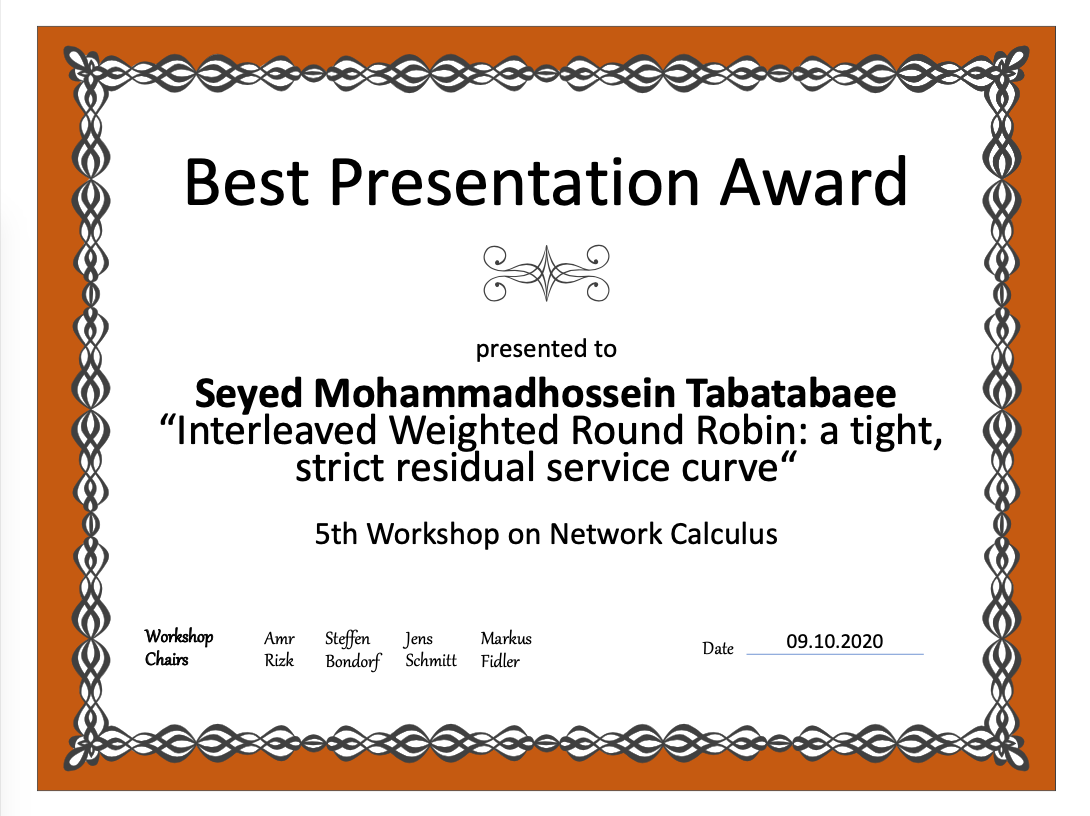 Best Presentation Award
presented to
Seyed Mohammadhossein Tabatabaee
“Interleaved Weighted Round Robin: a tight,
strict residual service curve“
5th Workshop on Network Calculus
Workshop Chairs
Amr Rizk
Steffen Bondorf
Jens Schmitt
Markus Fidler
Date 09.10.2020